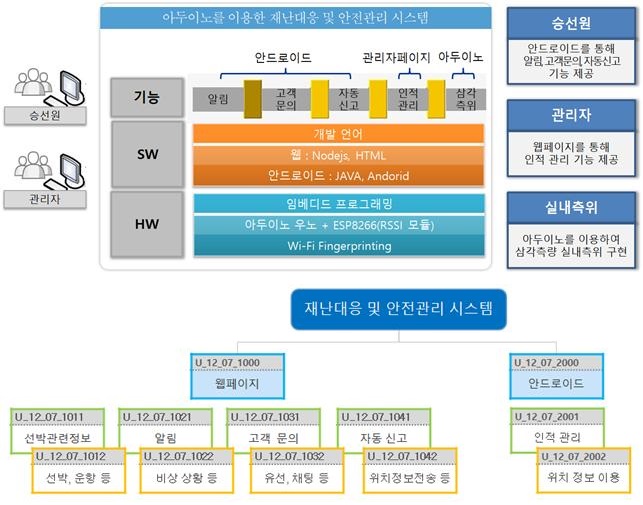 아두이노를 이용한 재난대응 및 안전관리 시스템
안드로이드
관리자페이지
아두이노
기능
알림
고객
문의
자동
신고
인적
관리
삼각
측위
SW
개발 언어
웹 : Nodejs, HTML
안드로이드 : JAVA, Andorid
HW
임베디드 프로그래밍
아두이노 우노 + ESP8266(RSSI 모듈)
Wi-Fi Fingerprinting
승선원
관리자
승선원
안드로이드를 통해
알림,고객문의,자동신고
기능 제공
관리자
웹페이지를 통해
인적 관리 기능 제공
실내측위
아두이노를 이용하여
삼각측량 실내측위 구현
재난대응 및 안전관리 시스템
U_12_07_1000
웹페이지
U_12_07_2000
안드로이드
U_12_07_1011
선박관련정보
U_12_07_1012
선박, 운항 등
U_12_07_1021
알림
U_12_07_1022
비상 상황 등
U_12_07_1031
고객 문의
U_12_07_1032
유선, 채팅 등
U_12_07_1041
자동 신고
U_12_07_1042
위치정보전송 등
U_12_07_2001
인적 관리
U_12_07_2002
위치 정보 이용